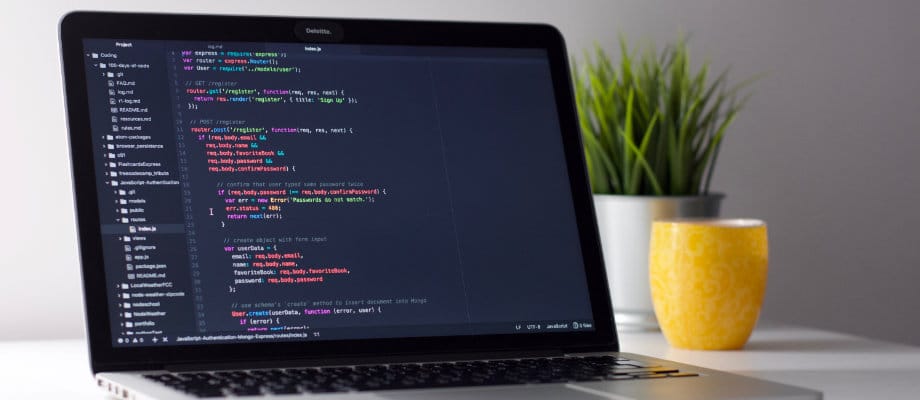 Deloitte.
Project
Coding
100-days-of-code
.git
FAQ.md
log.md
r1-log.md
README.md
resources.md
rules.md
atom-packages
browser_persistence
c01
FlashcardsExpress
freecodecamp_tribute
JavaScript-Authentication
.git
models
public
routes
index.js
views
.gitignore
app.js
package.json
README.md
LocalWeatherFCC
node-weather-zipcode
nodeschool
NodeWeather
portfolio
log.md
index.js
var express = require('express');
var router = express.Router();
var User = require('../models/user');
// GET /register
router.get('/register', function(req, res, next) {
return res.render('register', { title: 'Sign Up' });
});
// POST /register
router.post('/register', function(req, res, next) {
if (req.body.email &&
req.body.name &&
req.body.favoriteBook &&
req.body.password &&
req.body.confirmPassword) {
// confirm that user typed same password twice
if (req.body.password !== req.body.confirmPassword) {
var err = new Error('Passwords do not match.');
err.status = 400;
return next(err);
}
// create object with form input
var userData = {
email: req.body.email,
name: req.body.name,
favoriteBook: req.body.favoriteBook,
password: req.body.password
};
// use schema's `create` method to insert document into Mongo
User.create(userData, function (error, user) {
if (error) {
return next(error);
JavaScript-Authentication-Mongo-Express/routes/index.js
LF UTF-8 JavaScript 0 files